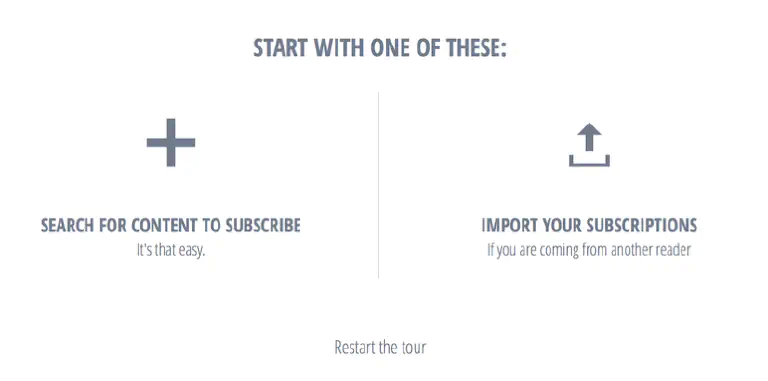 START WITH ONE OF THESE:
SEARCH FOR CONTENT TO SUBSCRIBE
It's that easy.
IMPORT YOUR SUBSCRIPTIONS
If you are coming from another reader
Restart the tour